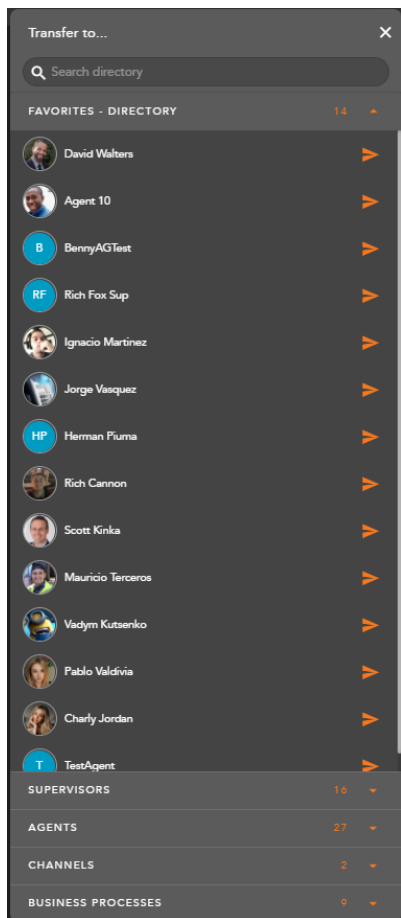 Transfer to...
Search directory
FAVORITES - DIRECTORY 14
David Walters
Agent 10
B BennyAGTest
RF Rich Fox Sup
Ignacio Martinez
Jorge Vasquez
HP Herman Piuma
Rich Cannon
Scott Kinka
Mauricio Terceros
Vadym Kutsenko
Pablo Valdivia
Charly Jordan
T TestAgent
SUPERVISORS 16
AGENTS 27
CHANNELS 2
BUSINESS PROCESSES 9